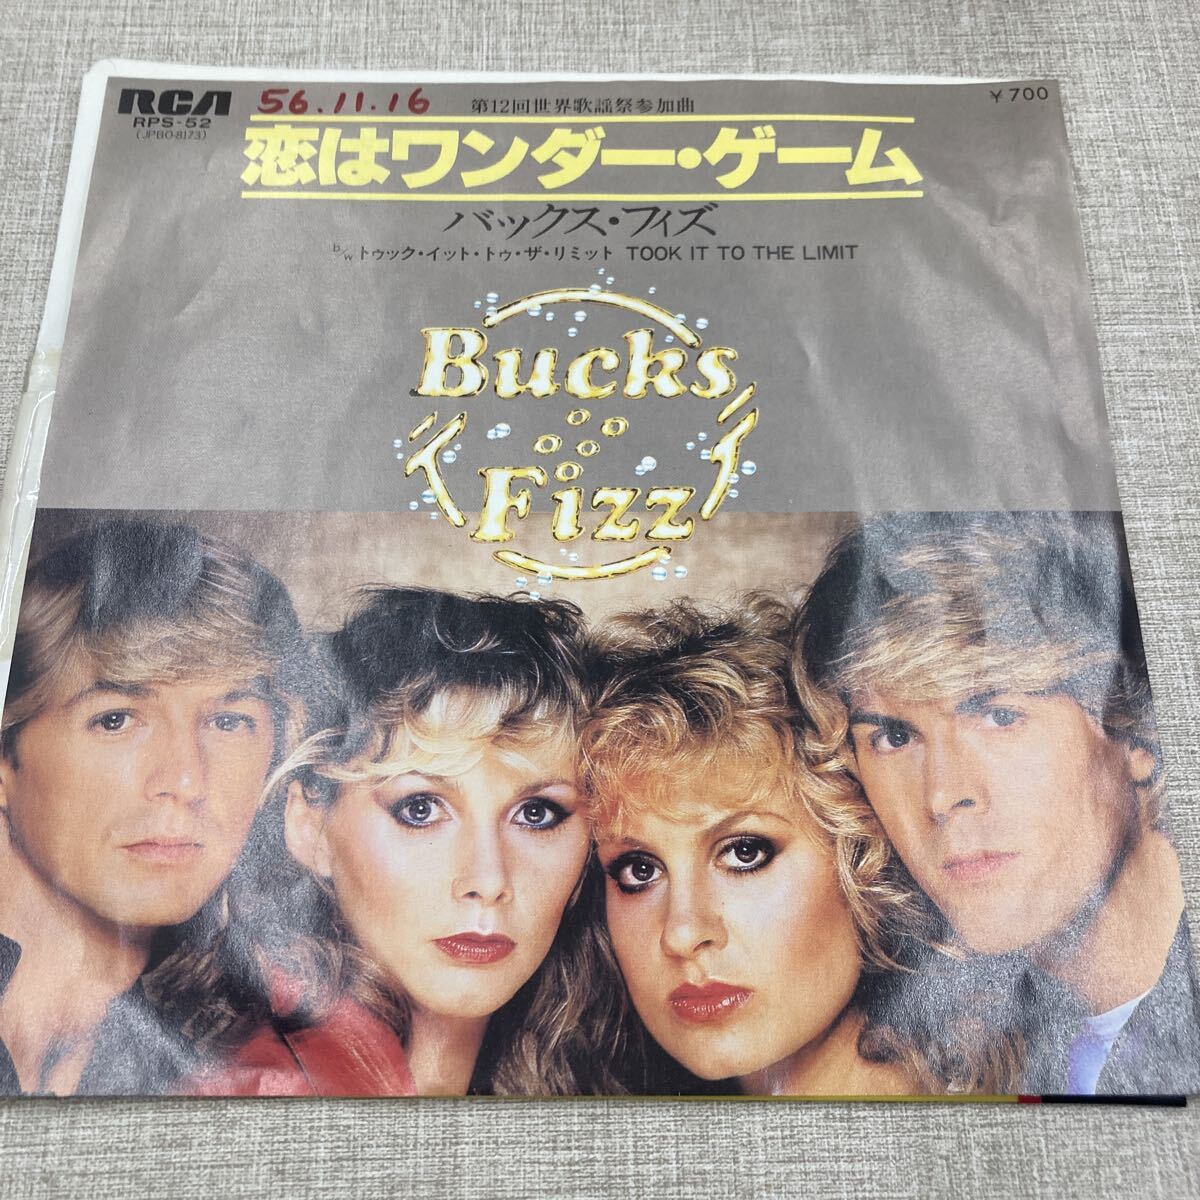 RCA 56.11.16 第12回世界歌謡祭参加曲 ¥700
RPS-52
(JPBO-8173)
恋はワンダー・ゲーム
バックス・フィズ
b/w トゥック・イット・トゥ・ザ・リミット TOOK IT TO THE LIMIT
Bucks
Fizz